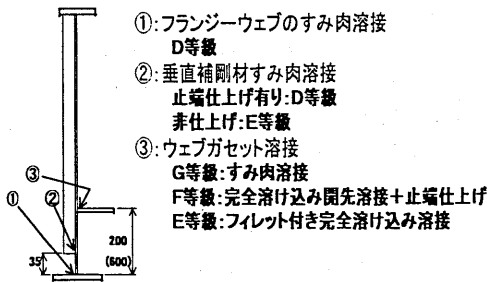 ①:フランジーウェブのすみ肉溶接
D等級
②:垂直補剛材すみ肉溶接
止端仕上げ有り:D等級
非仕上げ:E等級
③:ウェブガセット溶接
G等級:すみ肉溶接
F等級:完全溶け込み開先溶接+止端仕上げ
E等級:フィレット付き完全溶け込み溶接
③
①
②
200
(600)
35